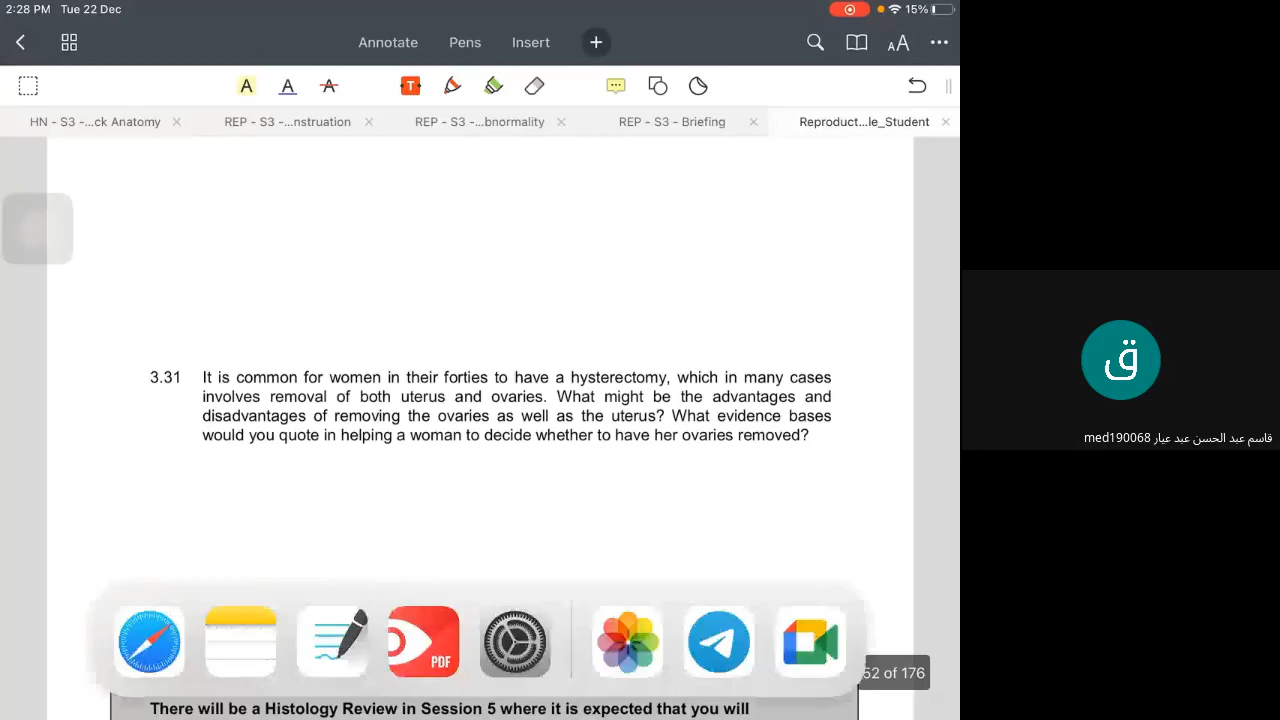 2:28 PM Tue 22 Dec
15%
Annotate Pens Insert
AA
A A A T
HN - S3 -...ck Anatomy
REP - S3 -...nstruation
REP - S3 -...bnormality
REP - S3 - Briefing
Reproduct...le_Student
3.31 It is common for women in their forties to have a hysterectomy, which in many cases
involves removal of both uterus and ovaries. What might be the advantages and
disadvantages of removing the ovaries as well as the uterus? What evidence bases
would you quote in helping a woman to decide whether to have her ovaries removed?
PDF
52 of 176
There will be a Histology Review in Session 5 where it is expected that you will
ق
قاسم عبد الحسن عبد عيار med190068